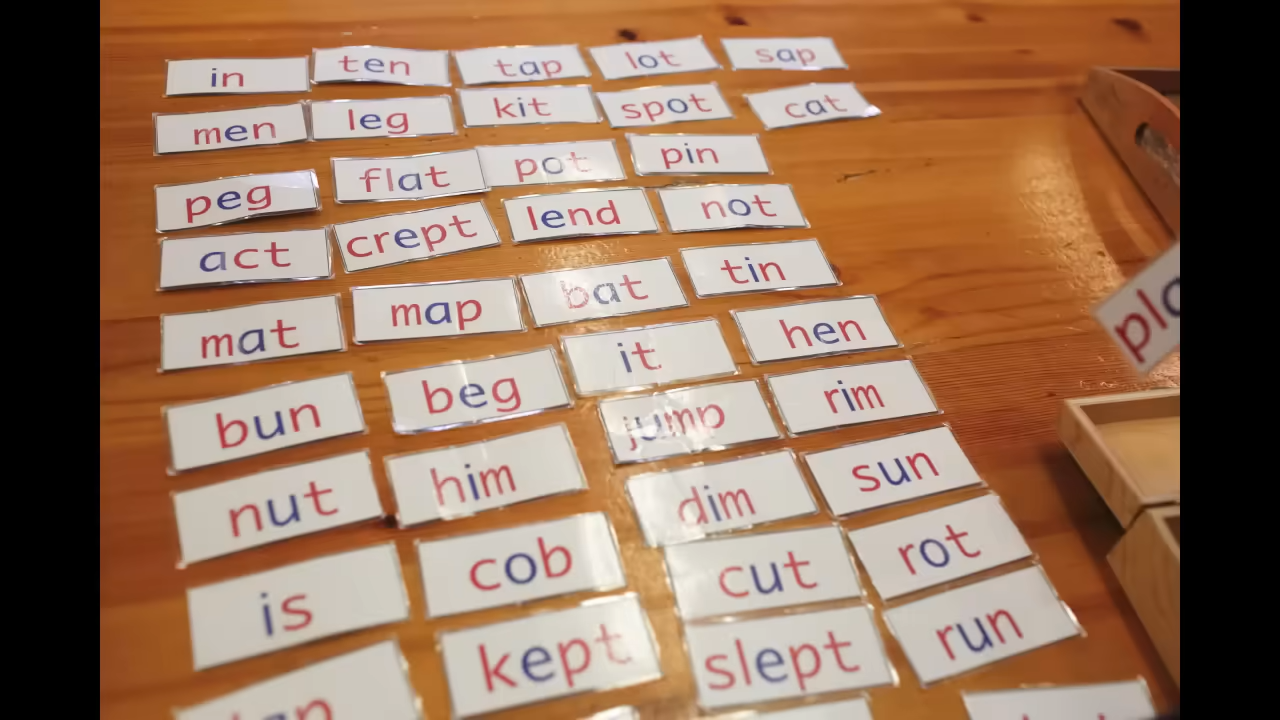 in ten tap lot sap
men leg kit spot cat
peg flat pot pin
act crept lend not
mat map bat tin
bun beg it hen
nut him jump rim
is cob dim sun
kept cut rot
slept run